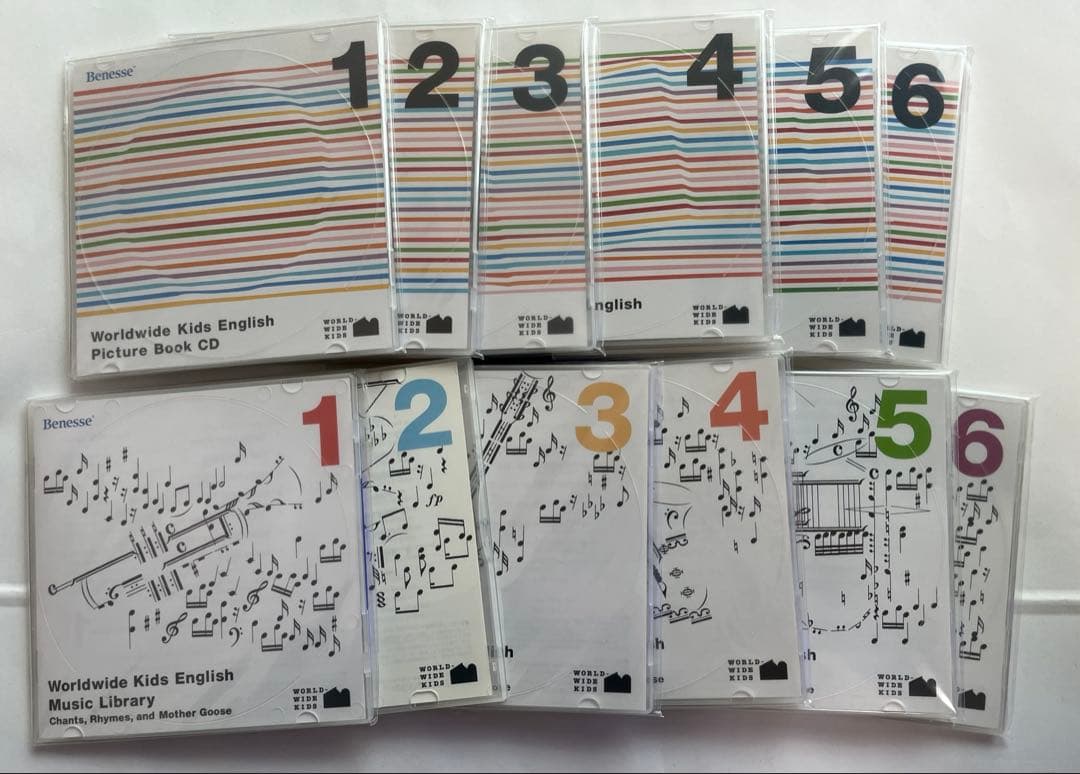 Benesse®
1
Worldwide Kids English
Picture Book CD
WORLD-
WIDE
KIDS
2
WORLD-
WIDE
KIDS
3
WORLD-
WIDE
KIDS
4
nglish
WORLD-
WIDE
KIDS
5
WORLD-
WIDE
KIDS
6
Benesse®
1
Worldwide Kids English
Music Library
Chants, Rhymes, and Mother Goose
WORLD-
WIDE
KIDS
2
WORLD-
WIDE
KIDS
3
h
WORLD-
WIDE
KIDS
4
h
se
WORLD-
WIDE
KIDS
5
sh
se
WORLD-
WIDE
KIDS
6